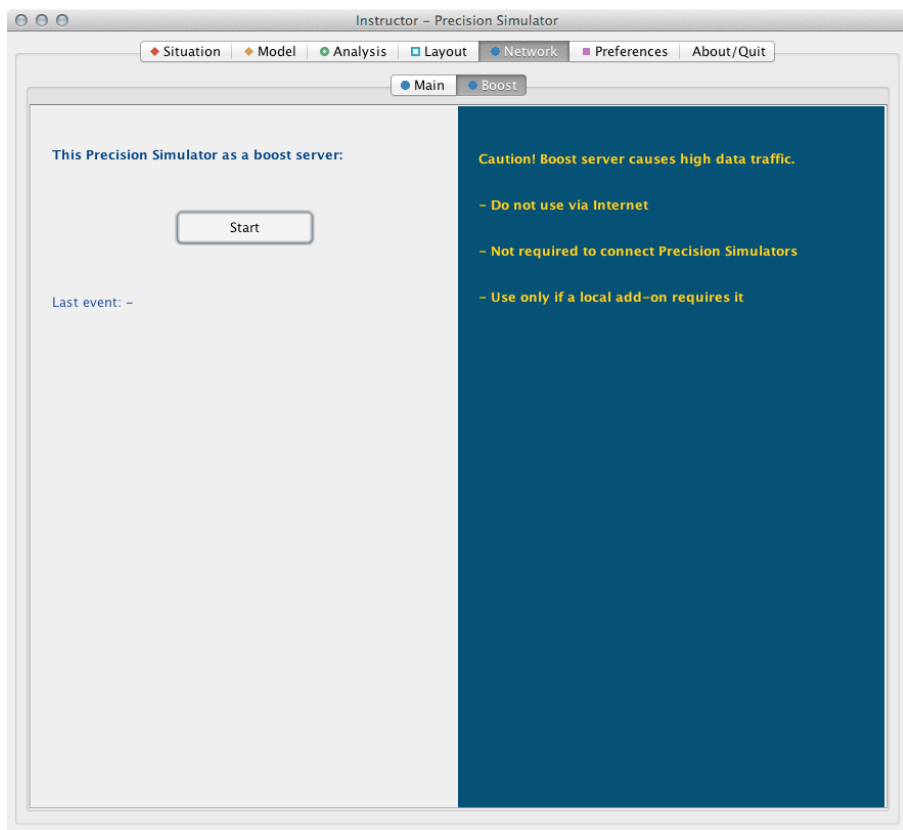 Instructor – Precision Simulator
Situation Model Analysis Layout Network Preferences About/Quit
Main Boost
This Precision Simulator as a boost server:
Start
Last event: –
Caution! Boost server causes high data traffic.
– Do not use via Internet
– Not required to connect Precision Simulators
– Use only if a local add-on requires it